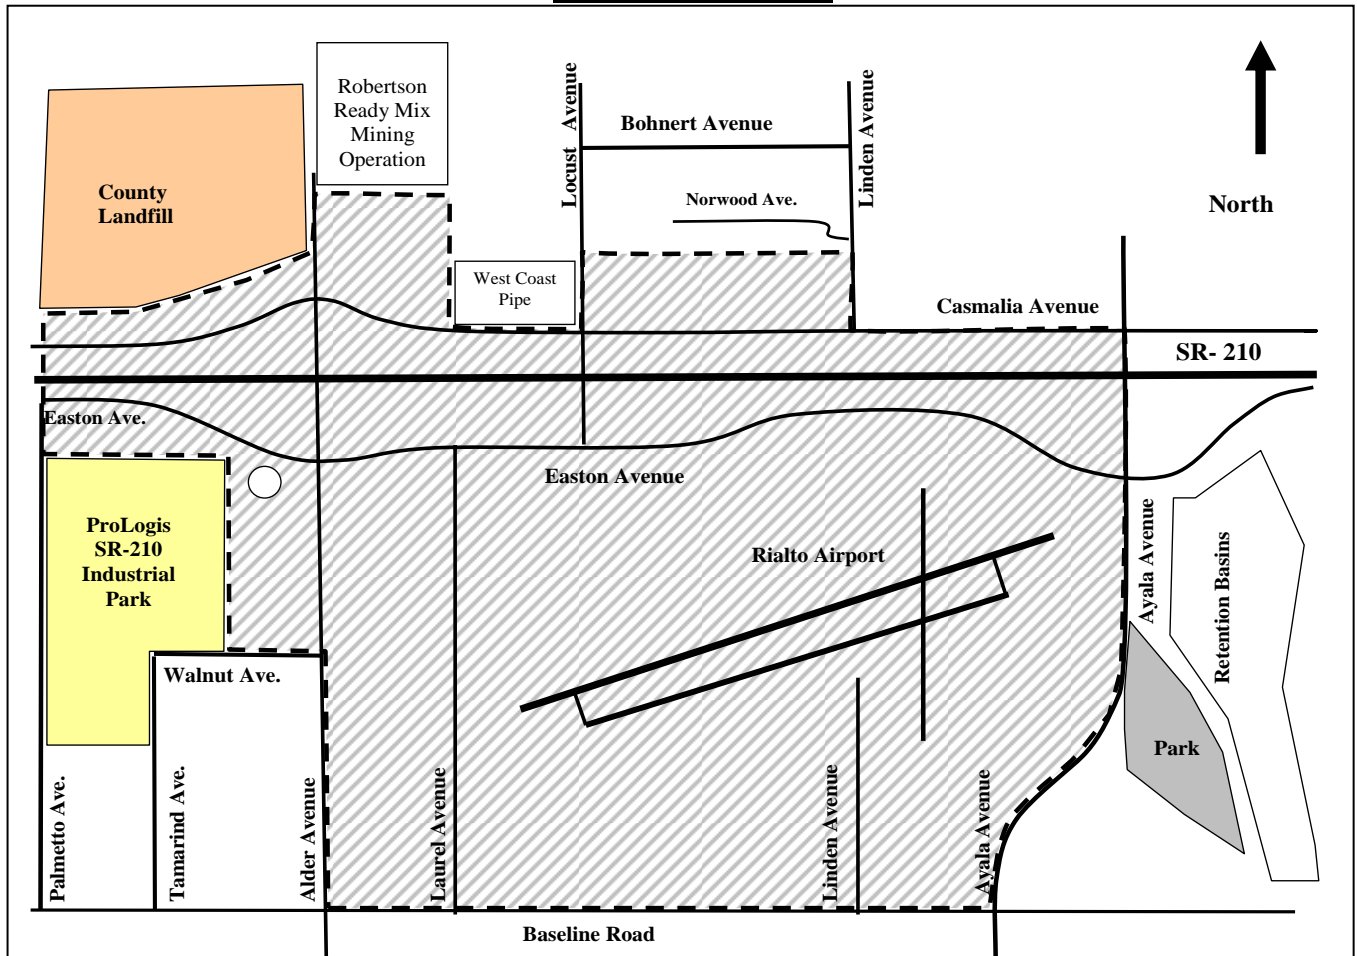 Robertson
Ready Mix
Mining
Operation
County
Landfill
Locust Avenue
Bohnert Avenue
Linden Avenue
Norwood Ave.
North
West Coast
Pipe
Casmalia Avenue
SR- 210
Easton Ave.
Easton Avenue
ProLogis
SR-210
Industrial
Park
Rialto Airport
Ayala Avenue
Retention Basins
Walnut Ave.
Park
Palmetto Ave.
Tamarind Ave.
Alder Avenue
Laurel Avenue
Linden Avenue
Ayala Avenue
Baseline Road